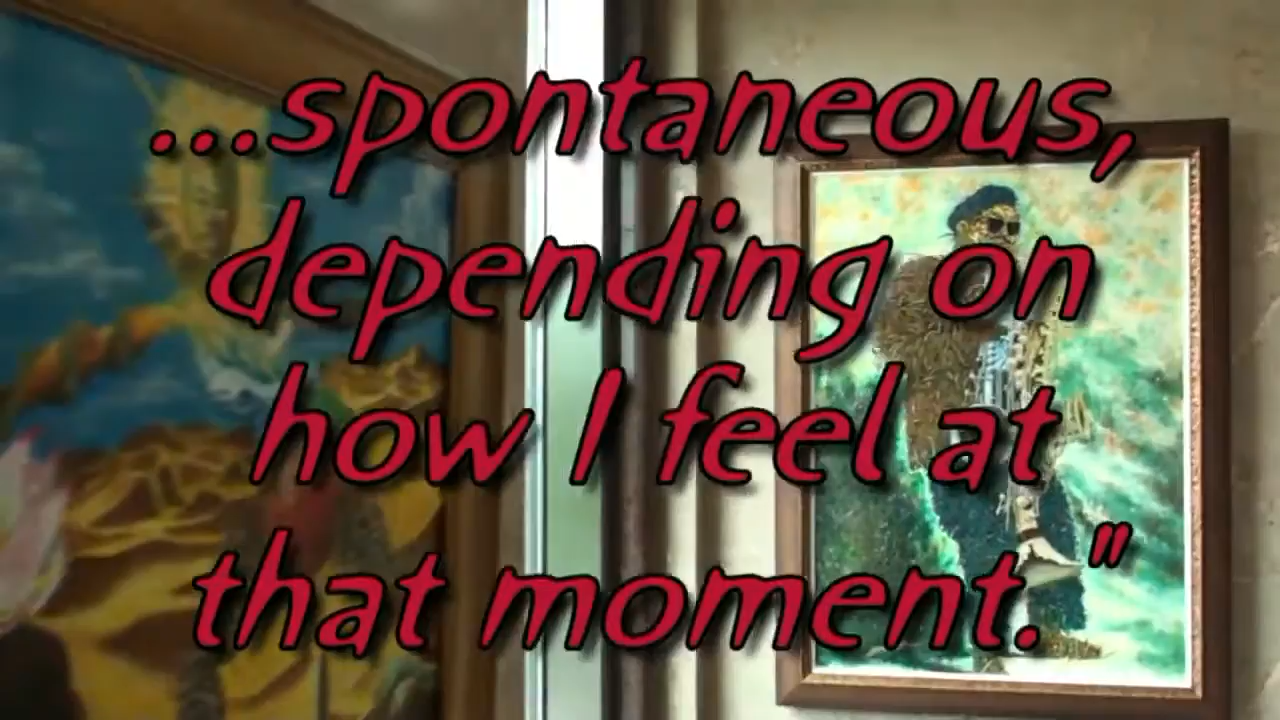 ...spontaneous,
depending on
how I feel at
that moment."